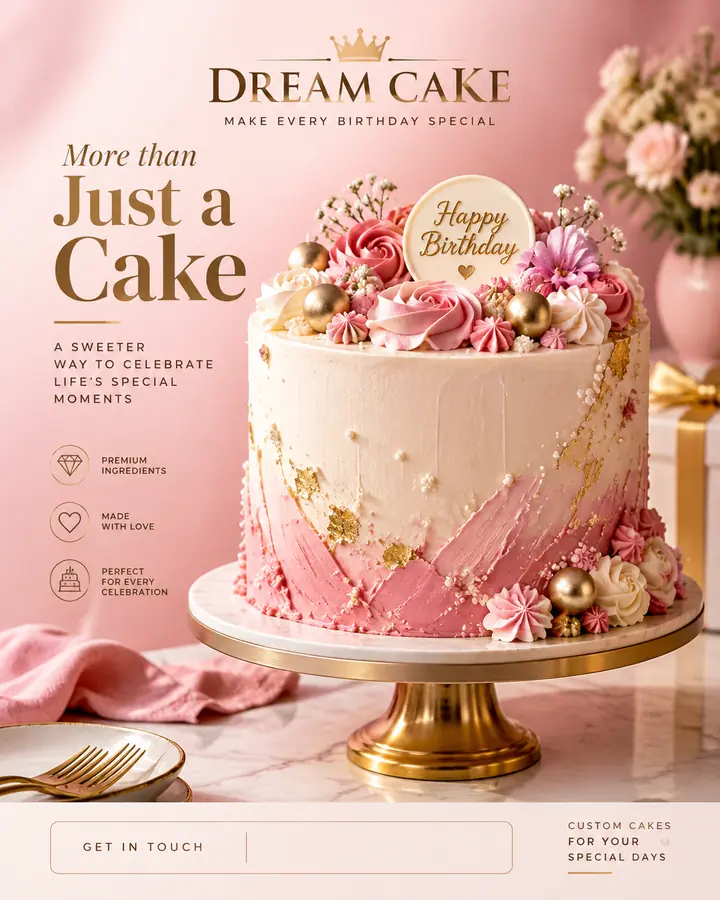 DREAM CAKE
MAKE EVERY BIRTHDAY SPECIAL
More than
Just a
Cake
A SWEETER
WAY TO CELEBRATE
LIFE'S SPECIAL
MOMENTS
PREMIUM
INGREDIENTS
MADE
WITH LOVE
PERFECT
FOR EVERY
CELEBRATION
Happy
Birthday
GET IN TOUCH
CUSTOM CAKES
FOR YOUR
SPECIAL DAYS